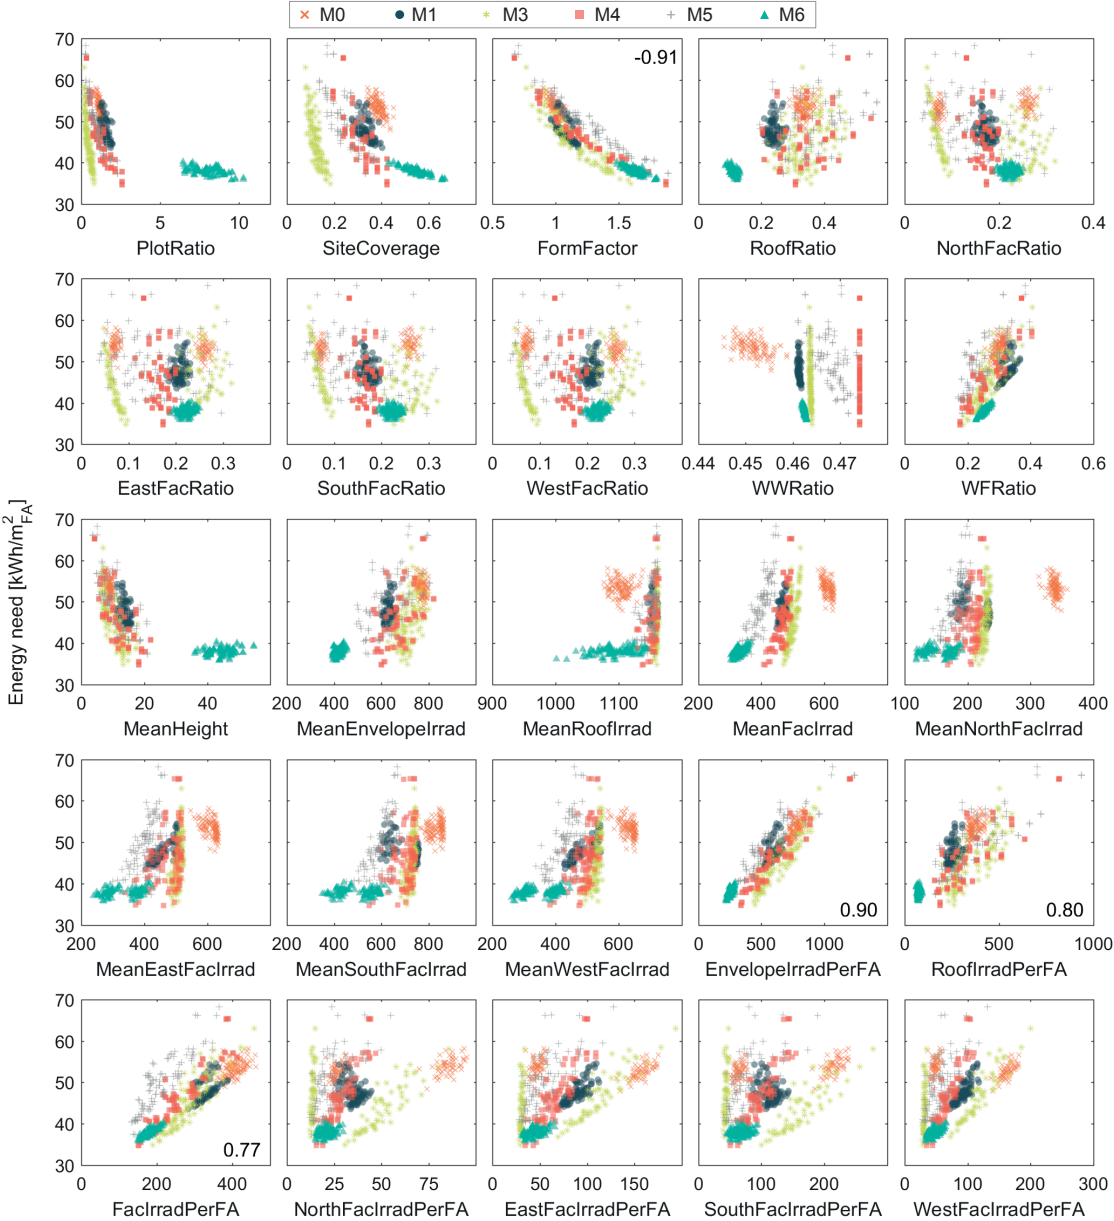 M0 M1 M3 M4 M5 M6
70
60
50
40
30
-0.91
0 5 10 0 0.2 0.4 0.6 0.5 1 1.5 0 0.2 0.4 0 0.2 0.4
PlotRatio SiteCoverage FormFactor RoofRatio NorthFacRatio
70
60
50
40
30
0 0.1 0.2 0.3 0 0.1 0.2 0.3 0 0.1 0.2 0.3 0.44 0.45 0.46 0.47 0 0.2 0.4 0.6
EastFacRatio SouthFacRatio WestFacRatio WWRatio WFRatio
Energy need [kWh/m²FA]
70
60
50
40
30
0 20 40 200 400 600 800 900 1000 1100 200 400 600 100 200 300 400
MeanHeight MeanEnvelopeIrrad MeanRoofIrrad MeanFacIrrad MeanNorthFacIrrad
70
60
50
40
30
0.90 0.80
200 400 600 200 400 600 800 200 400 600 0 500 1000 0 500 1000
MeanEastFacIrrad MeanSouthFacIrrad MeanWestFacIrrad EnvelopeIrradPerFA RoofIrradPerFA
70
60
50
40
30
0.77
0 200 400 0 25 50 75 0 50 100 150 0 100 200 0 100 200 300
FacIrradPerFA NorthFacIrradPerFA EastFacIrradPerFA SouthFacIrradPerFA WestFacIrradPerFA